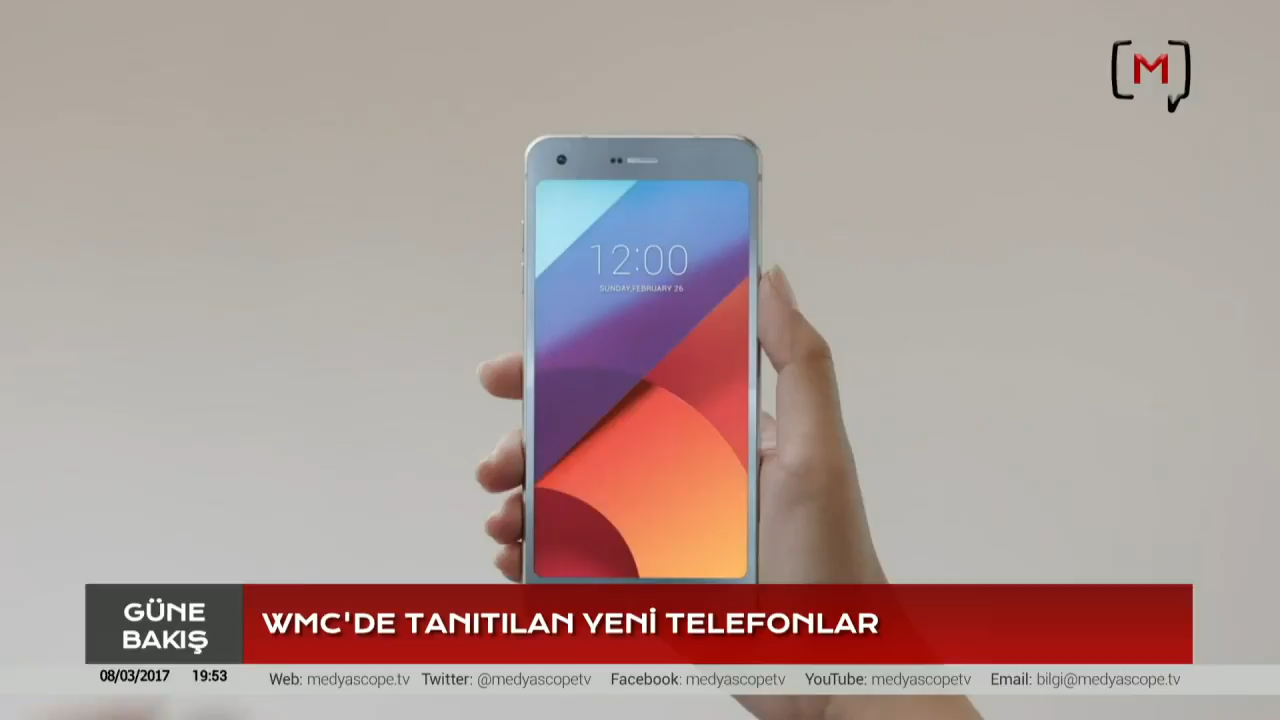 M
12:00
SUNDAY,FEBRUARY 26
GÜNE
BAKIŞ
WMC'DE TANITILAN YENİ TELEFONLAR
08/03/2017 19:53
Web: medyascope.tv Twitter: @medyascopetv Facebook: medyascopetv YouTube: medyascopetv Email: bilgi@medyascope.tv